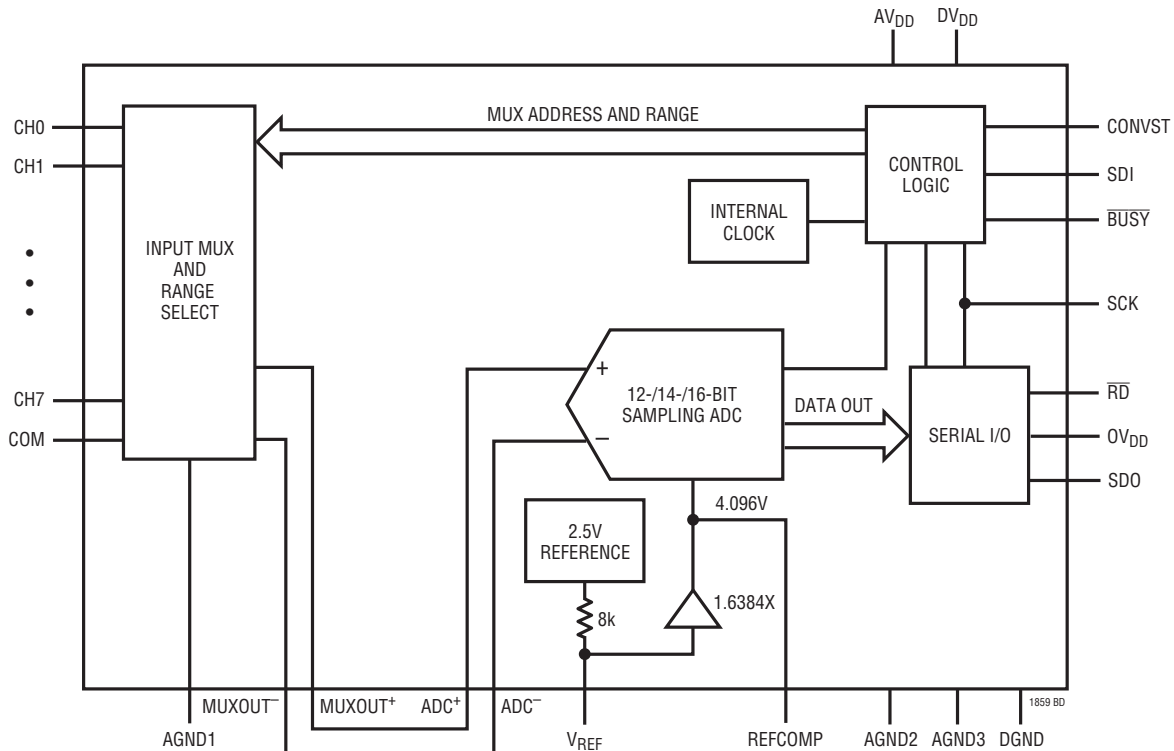 AVDD
DVDD
MUX ADDRESS AND RANGE
CH0
CH1
CONTROL
LOGIC
CONVST
SDI
BUSY
INTERNAL
CLOCK
INPUT MUX
AND
RANGE
SELECT
SCK
+
12-/14-/16-BIT
SAMPLING ADC
–
DATA OUT
SERIAL I/O
RD
OVDD
SDO
CH7
COM
4.096V
2.5V
REFERENCE
1.6384X
8k
MUXOUT–
MUXOUT+
ADC+
ADC–
1859 BD
AGND1
VREF
REFCOMP
AGND2
AGND3
DGND